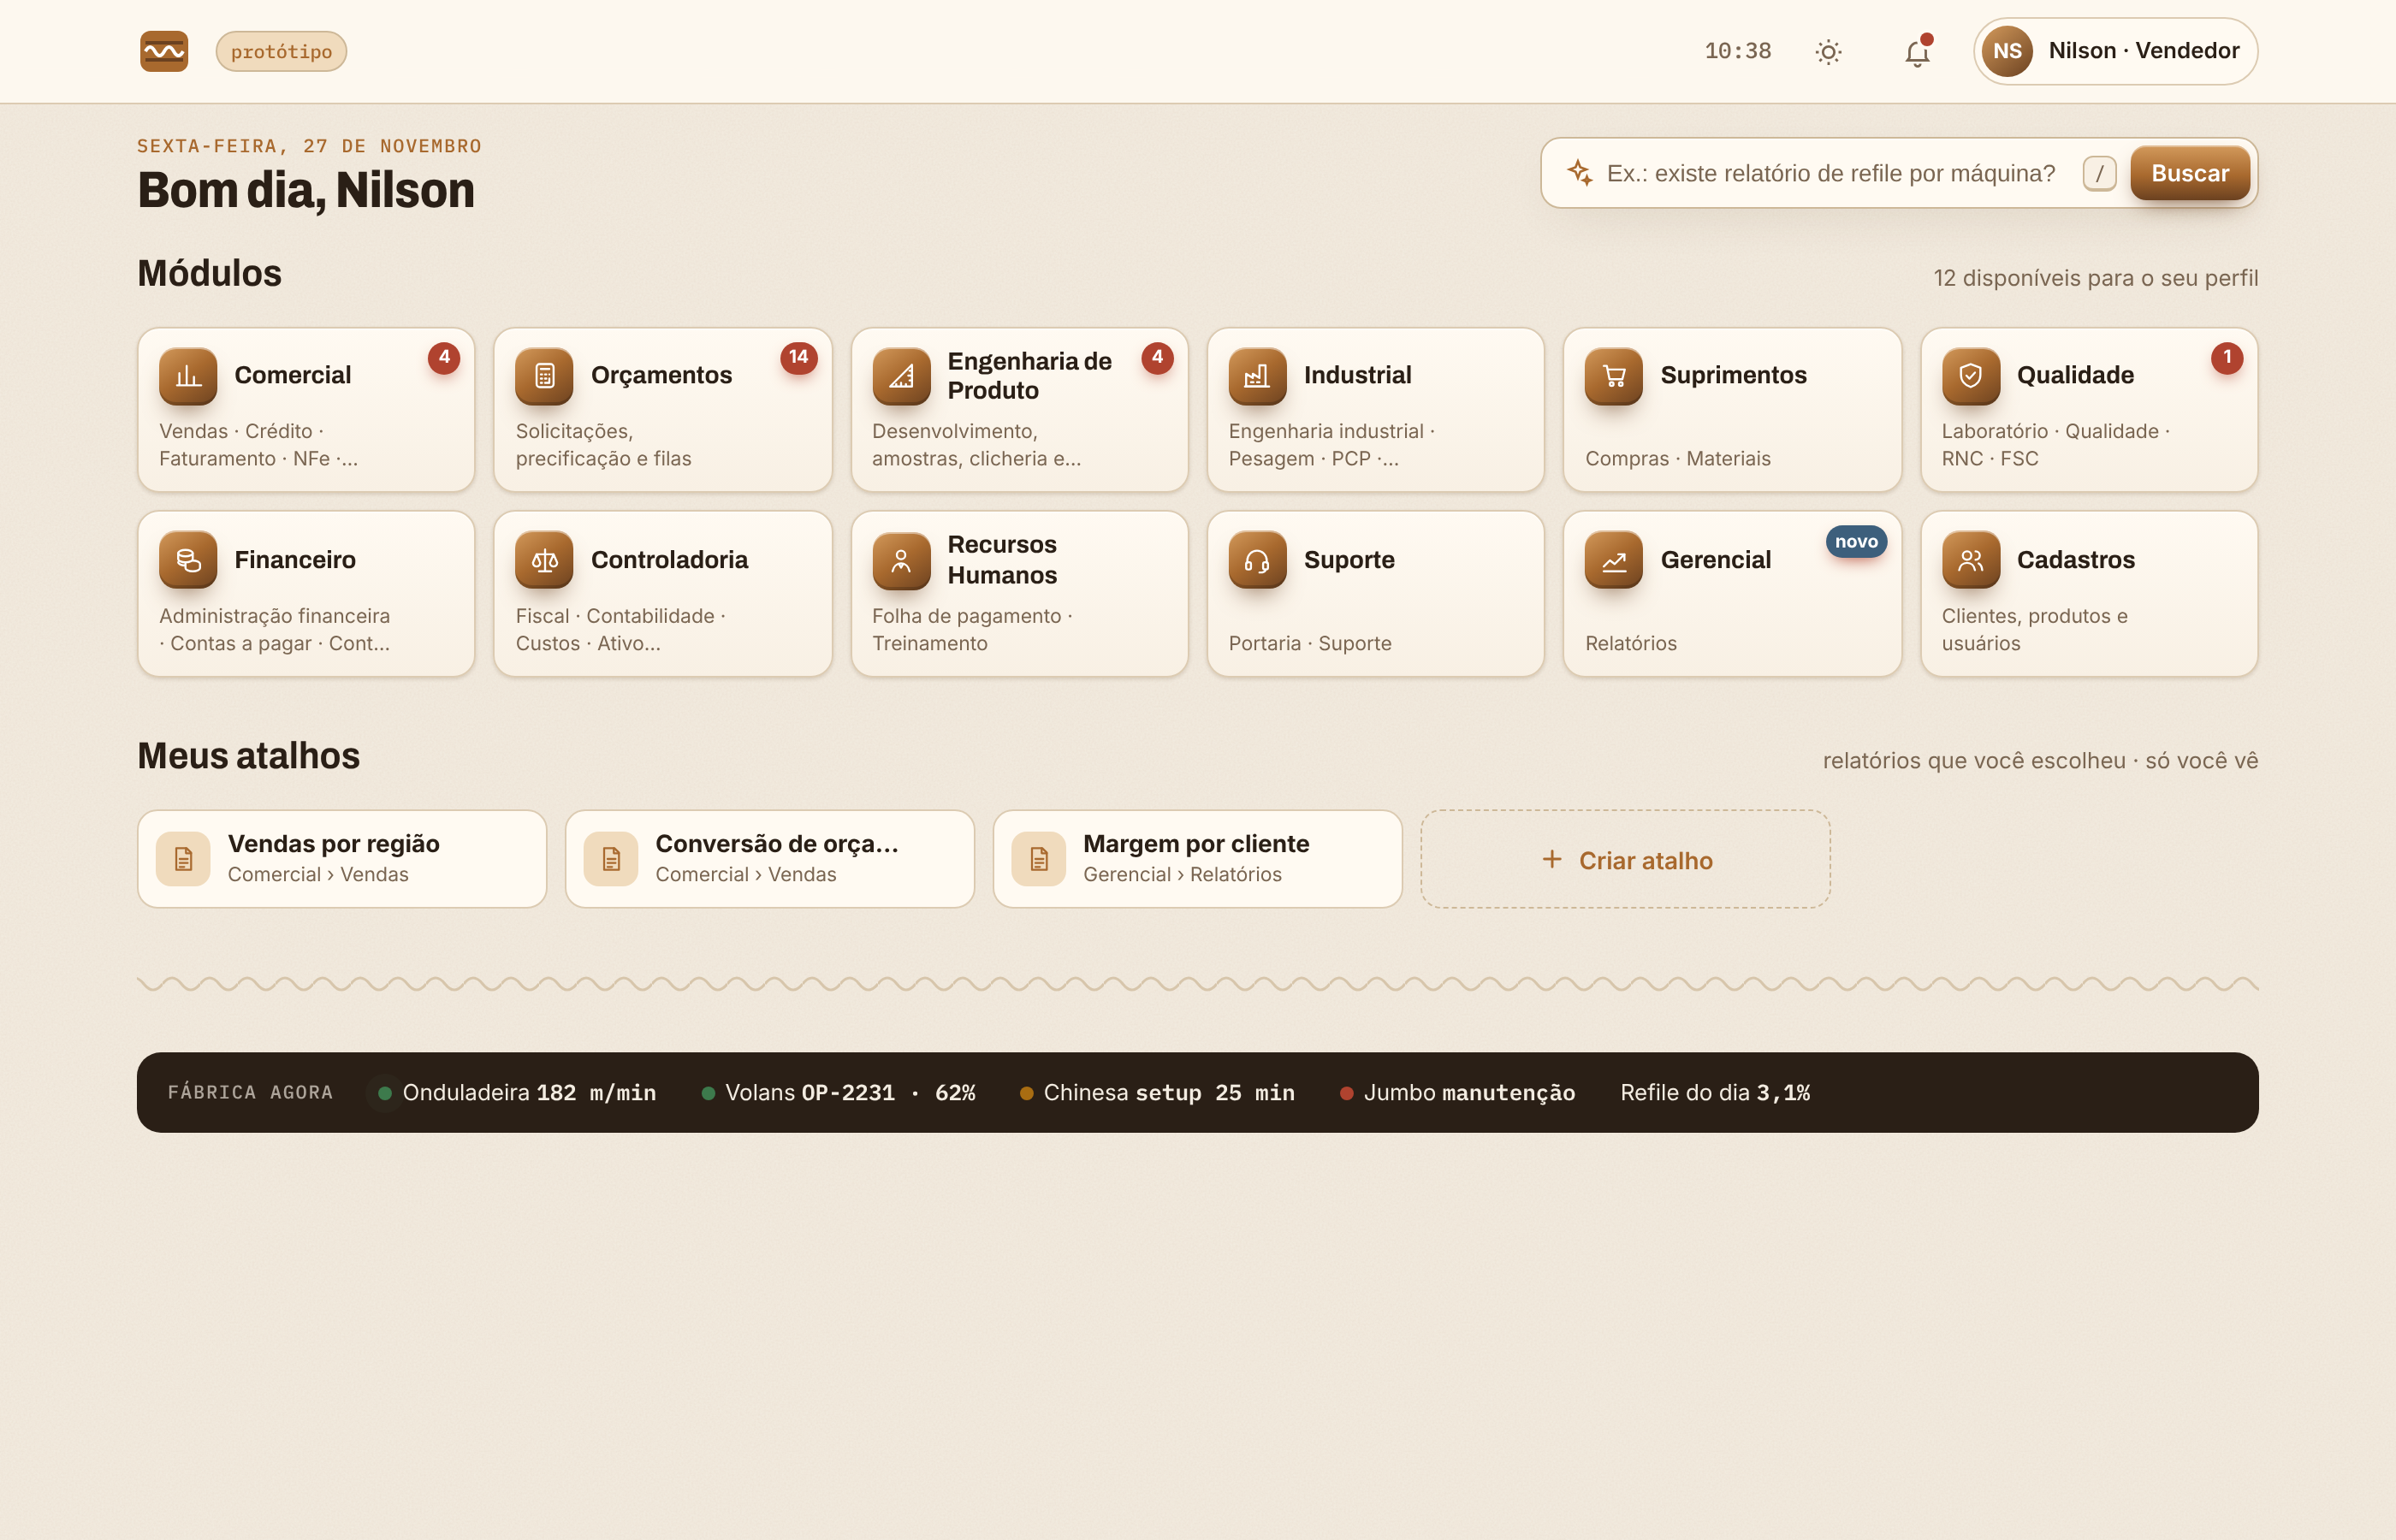 protótipo
10:38
NS
Nilson · Vendedor
SEXTA-FEIRA, 27 DE NOVEMBRO
Bom dia, Nilson
Ex.: existe relatório de refile por máquina?
/
Buscar
Módulos
12 disponíveis para o seu perfil
Comercial
4
Vendas · Crédito ·
Faturamento · NFe ·...
Orçamentos
14
Solicitações,
precificação e filas
Engenharia de
Produto
4
Desenvolvimento,
amostras, clicheria e...
Industrial
Engenharia industrial ·
Pesagem · PCP ·...
Suprimentos
Compras · Materiais
Qualidade
1
Laboratório · Qualidade ·
RNC · FSC
Financeiro
Administração financeira
· Contas a pagar · Cont...
Controladoria
Fiscal · Contabilidade ·
Custos · Ativo...
Recursos
Humanos
Folha de pagamento ·
Treinamento
Suporte
Portaria · Suporte
Gerencial
novo
Relatórios
Cadastros
Clientes, produtos e
usuários
Meus atalhos
relatórios que você escolheu · só você vê
Vendas por região
Comercial › Vendas
Conversão de orça...
Comercial › Vendas
Margem por cliente
Gerencial › Relatórios
+ Criar atalho
FÁBRICA AGORA
Onduladeira 182 m/min
Volans OP-2231 · 62%
Chinesa setup 25 min
Jumbo manutenção
Refile do dia 3,1%